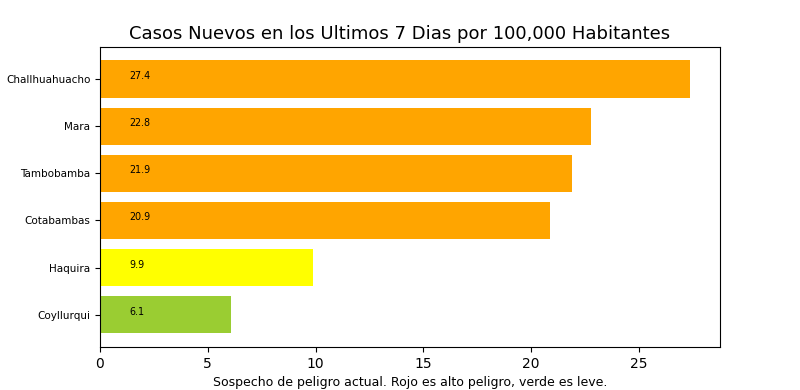 Casos Nuevos en los Ultimos 7 Dias por 100,000 Habitantes
Challhuahuacho 27.4
Mara 22.8
Tambobamba 21.9
Cotabambas 20.9
Haquira 9.9
Coyllurqui 6.1
0 5 10 15 20 25
Sospecho de peligro actual. Rojo es alto peligro, verde es leve.